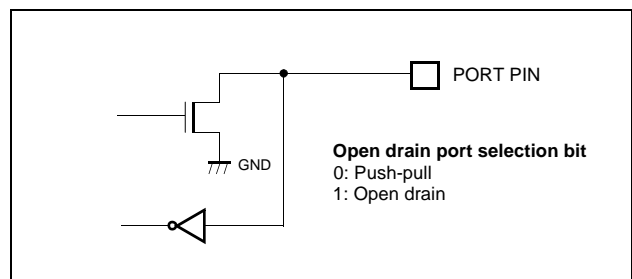 PORT PIN
GND
Open drain port selection bit
0: Push-pull
1: Open drain